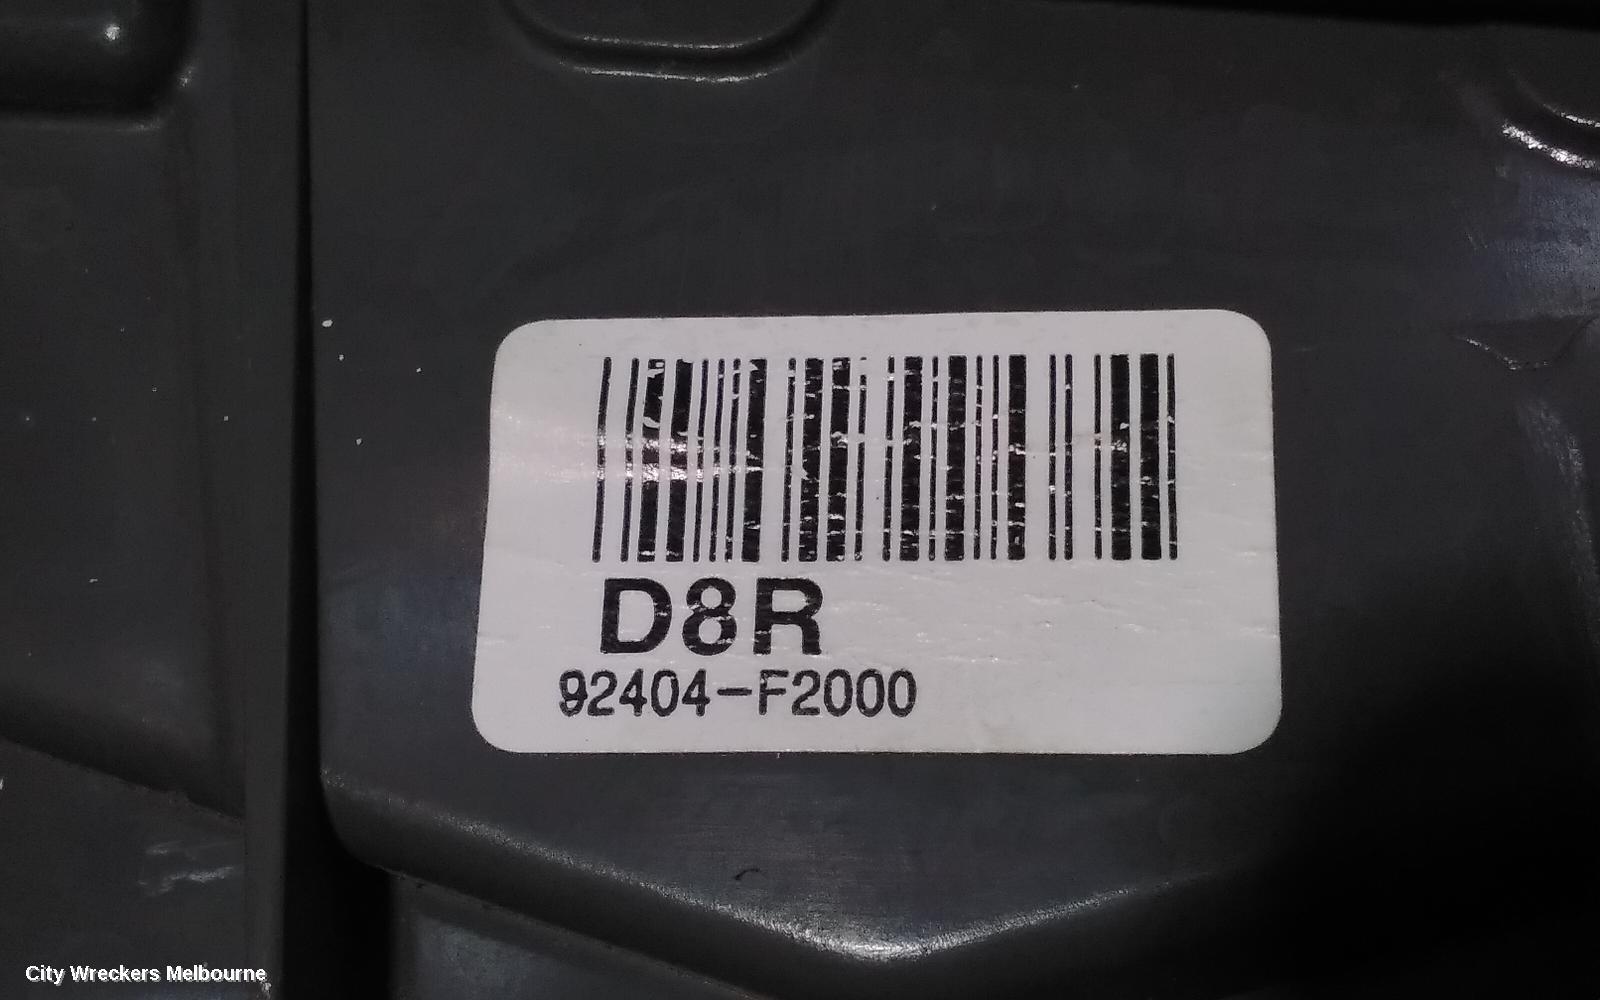 D8R
92404-F2000
City Wreckers Melbourne